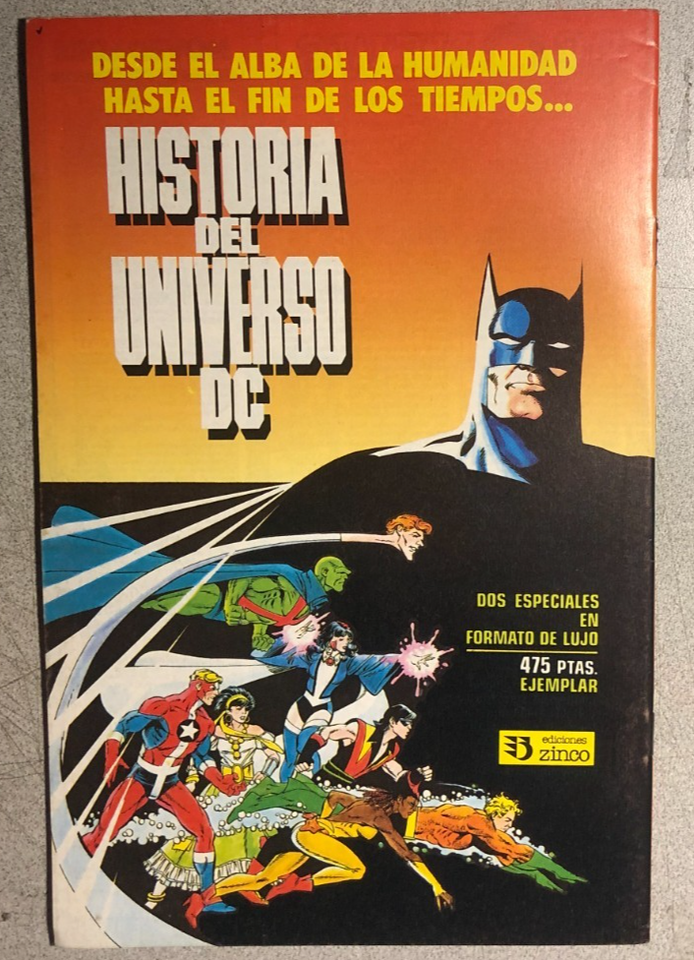 DESDE EL ALBA DE LA HUMANIDAD
HASTA EL FIN DE LOS TIEMPOS...
HISTORIA
DEL
UNIVERSO
DC
DOS ESPECIALES
EN
FORMATO DE LUJO
475 PTAS.
EJEMPLAR
ediciones
zinco